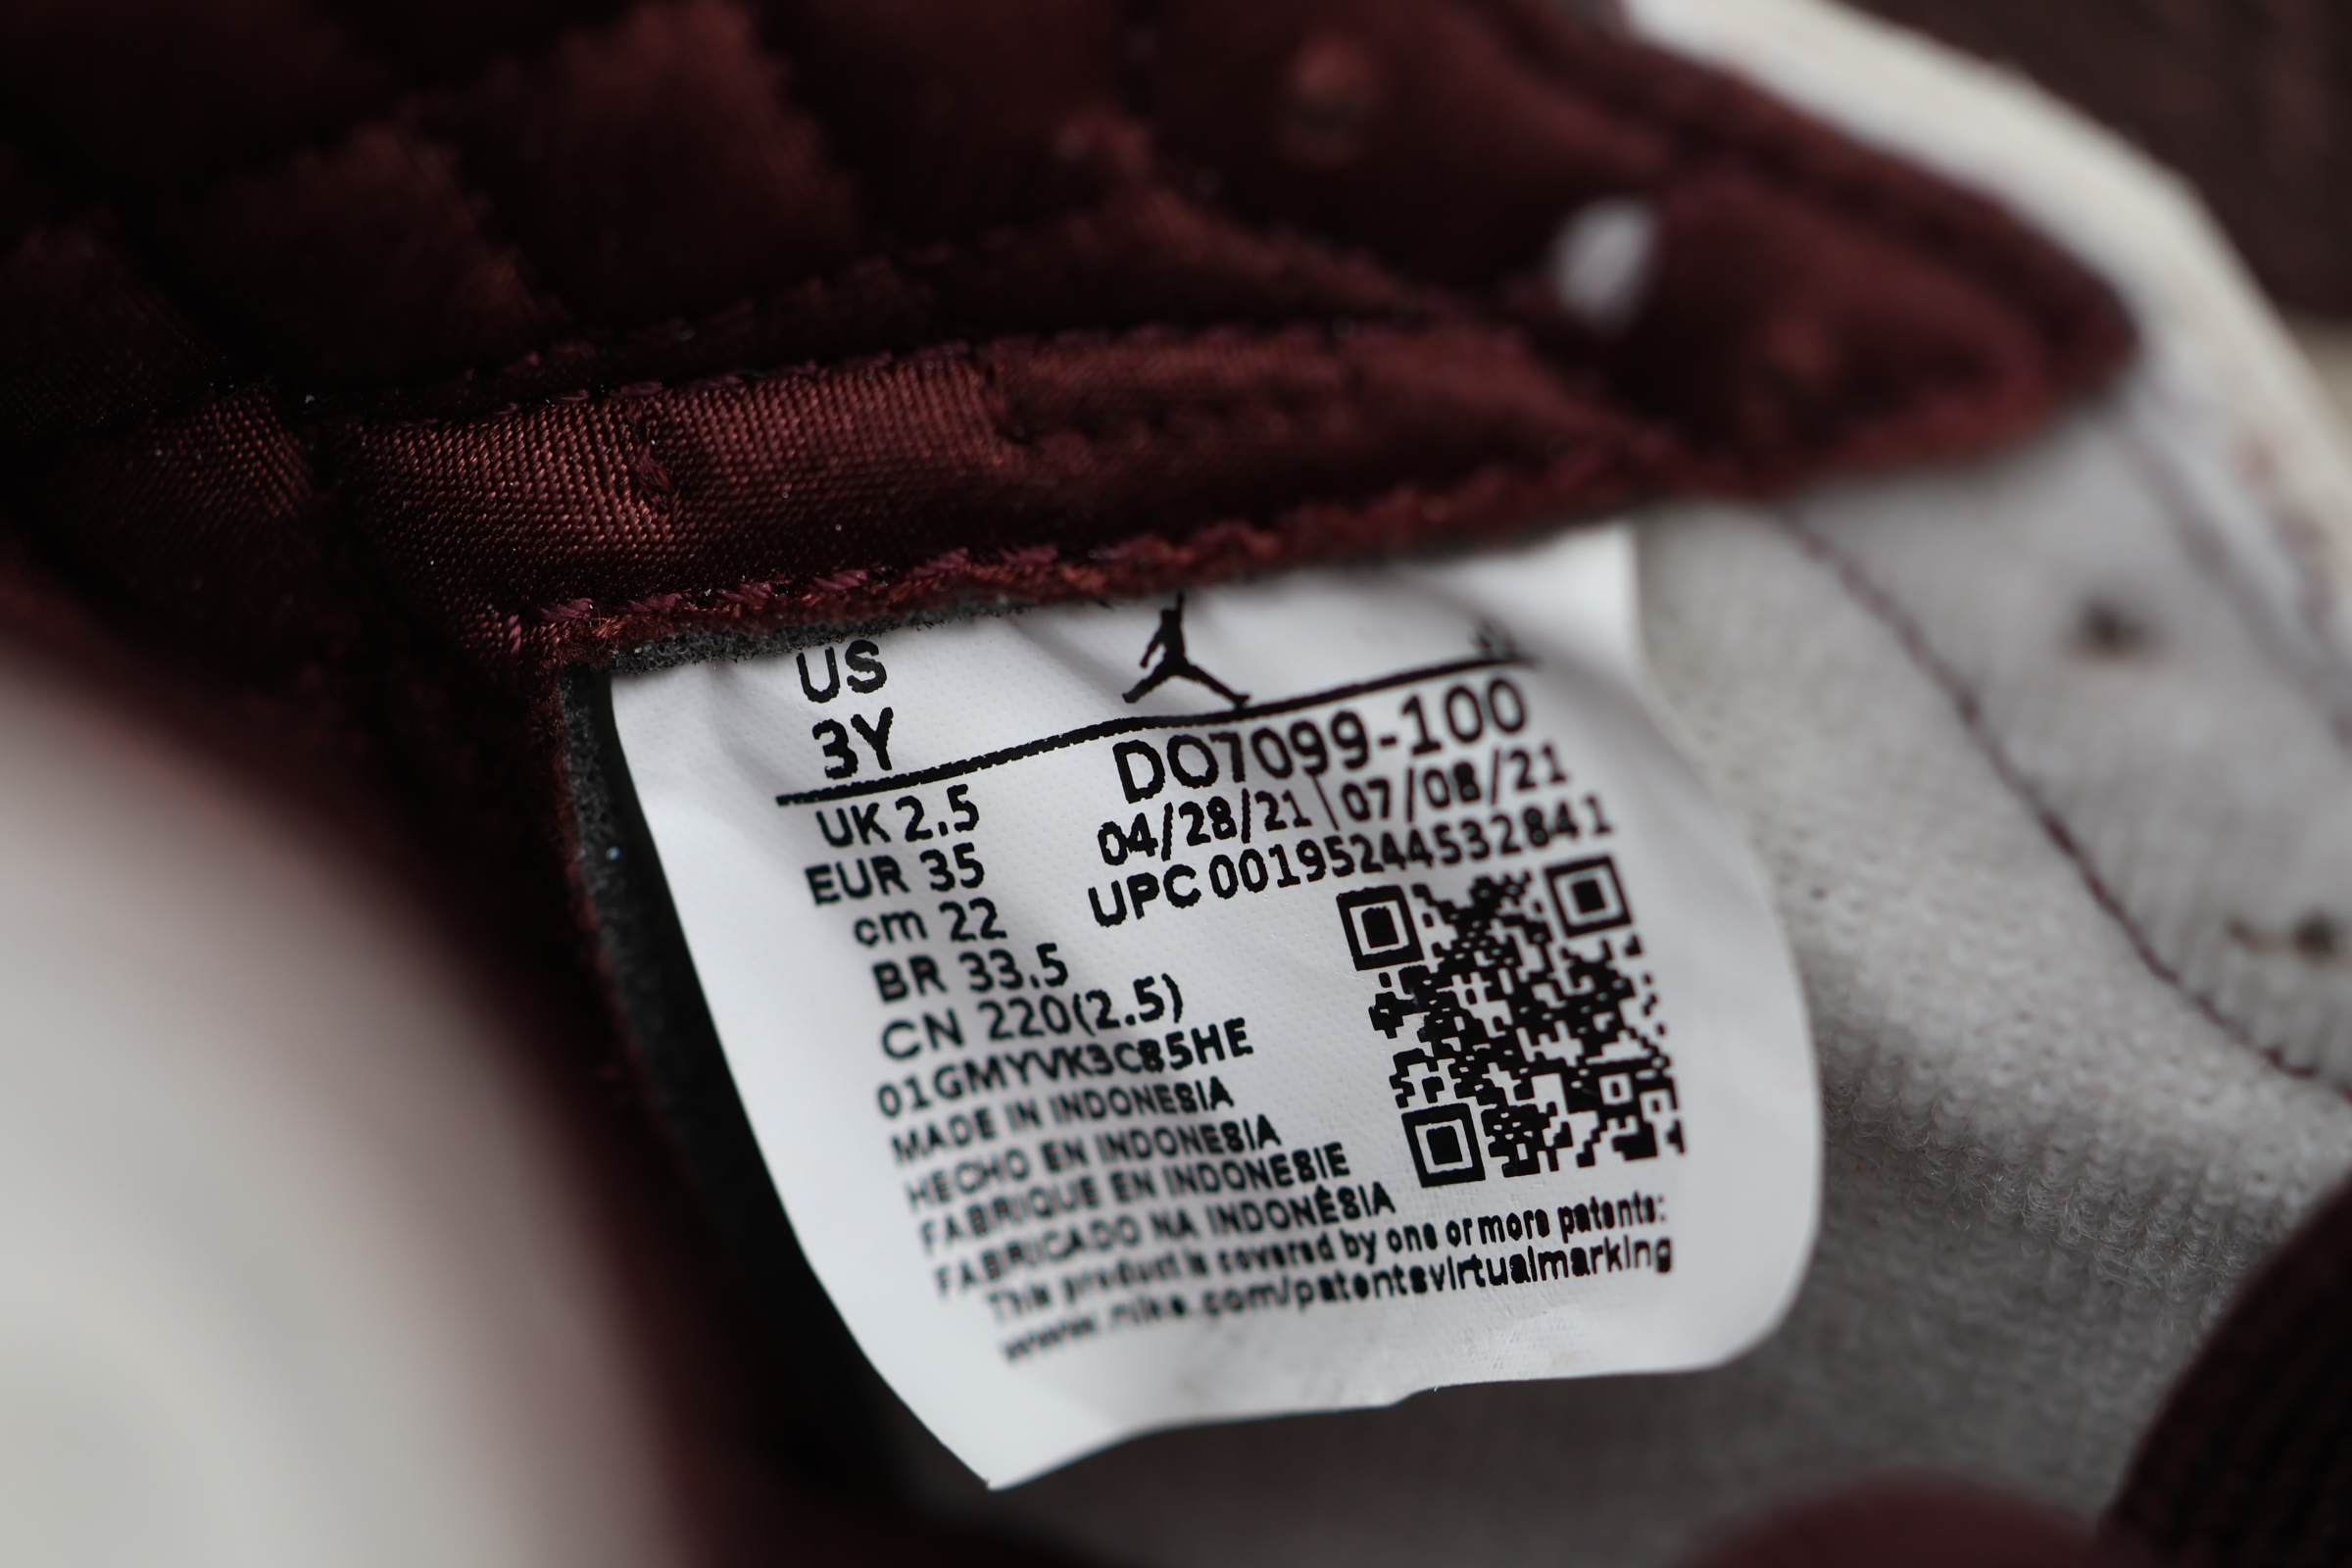 US
3Y
DO7099-100
UK 2.5
04/28/21 07/08/21
EUR 35
UPC 00195244532841
cm 22
BR 33.5
CN 220(2.5)
01GMYVK3C85HE
MADE IN INDONESIA
HECHO EN INDONESIA
FABRIQUE EN INDONESIE
FABRICADO NA INDONÉSIA
This product is covered by one or more patents:
www.nike.com/patentsvirtualmarking